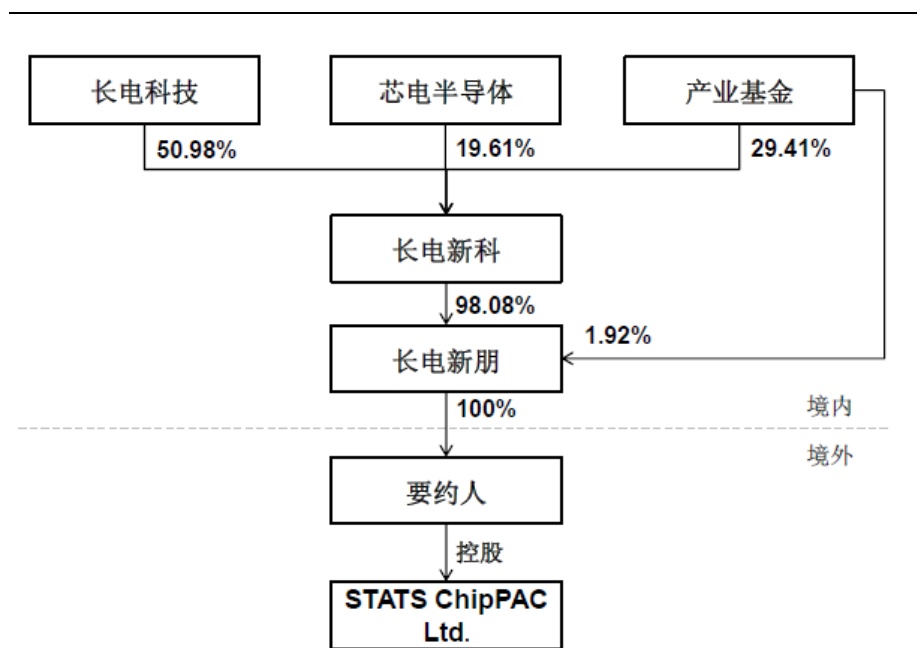 长电科技
芯电半导体
产业基金
50.98%
19.61%
29.41%
长电新科
98.08%
1.92%
长电新朋
100%
境内
境外
要约人
控股
STATS ChipPAC
Ltd.